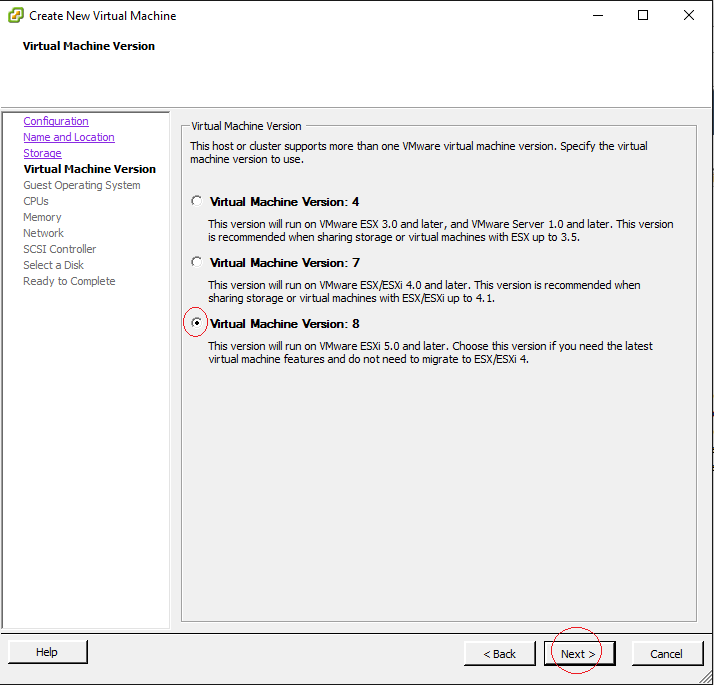 Create New Virtual Machine
Virtual Machine Version
Configuration
Name and Location
Storage
Virtual Machine Version
Guest Operating System
CPUs
Memory
Network
SCSI Controller
Select a Disk
Ready to Complete
Virtual Machine Version
This host or cluster supports more than one VMware virtual machine version. Specify the virtual
machine version to use.
Virtual Machine Version: 4
This version will run on VMware ESX 3.0 and later, and VMware Server 1.0 and later. This version
is recommended when sharing storage or virtual machines with ESX up to 3.5.
Virtual Machine Version: 7
This version will run on VMware ESX/ESXi 4.0 and later. This version is recommended when
sharing storage or virtual machines with ESX/ESXi up to 4.1.
Virtual Machine Version: 8
This version will run on VMware ESXi 5.0 and later. Choose this version if you need the latest
virtual machine features and do not need to migrate to ESX/ESXi 4.
Help
< Back
Next >
Cancel